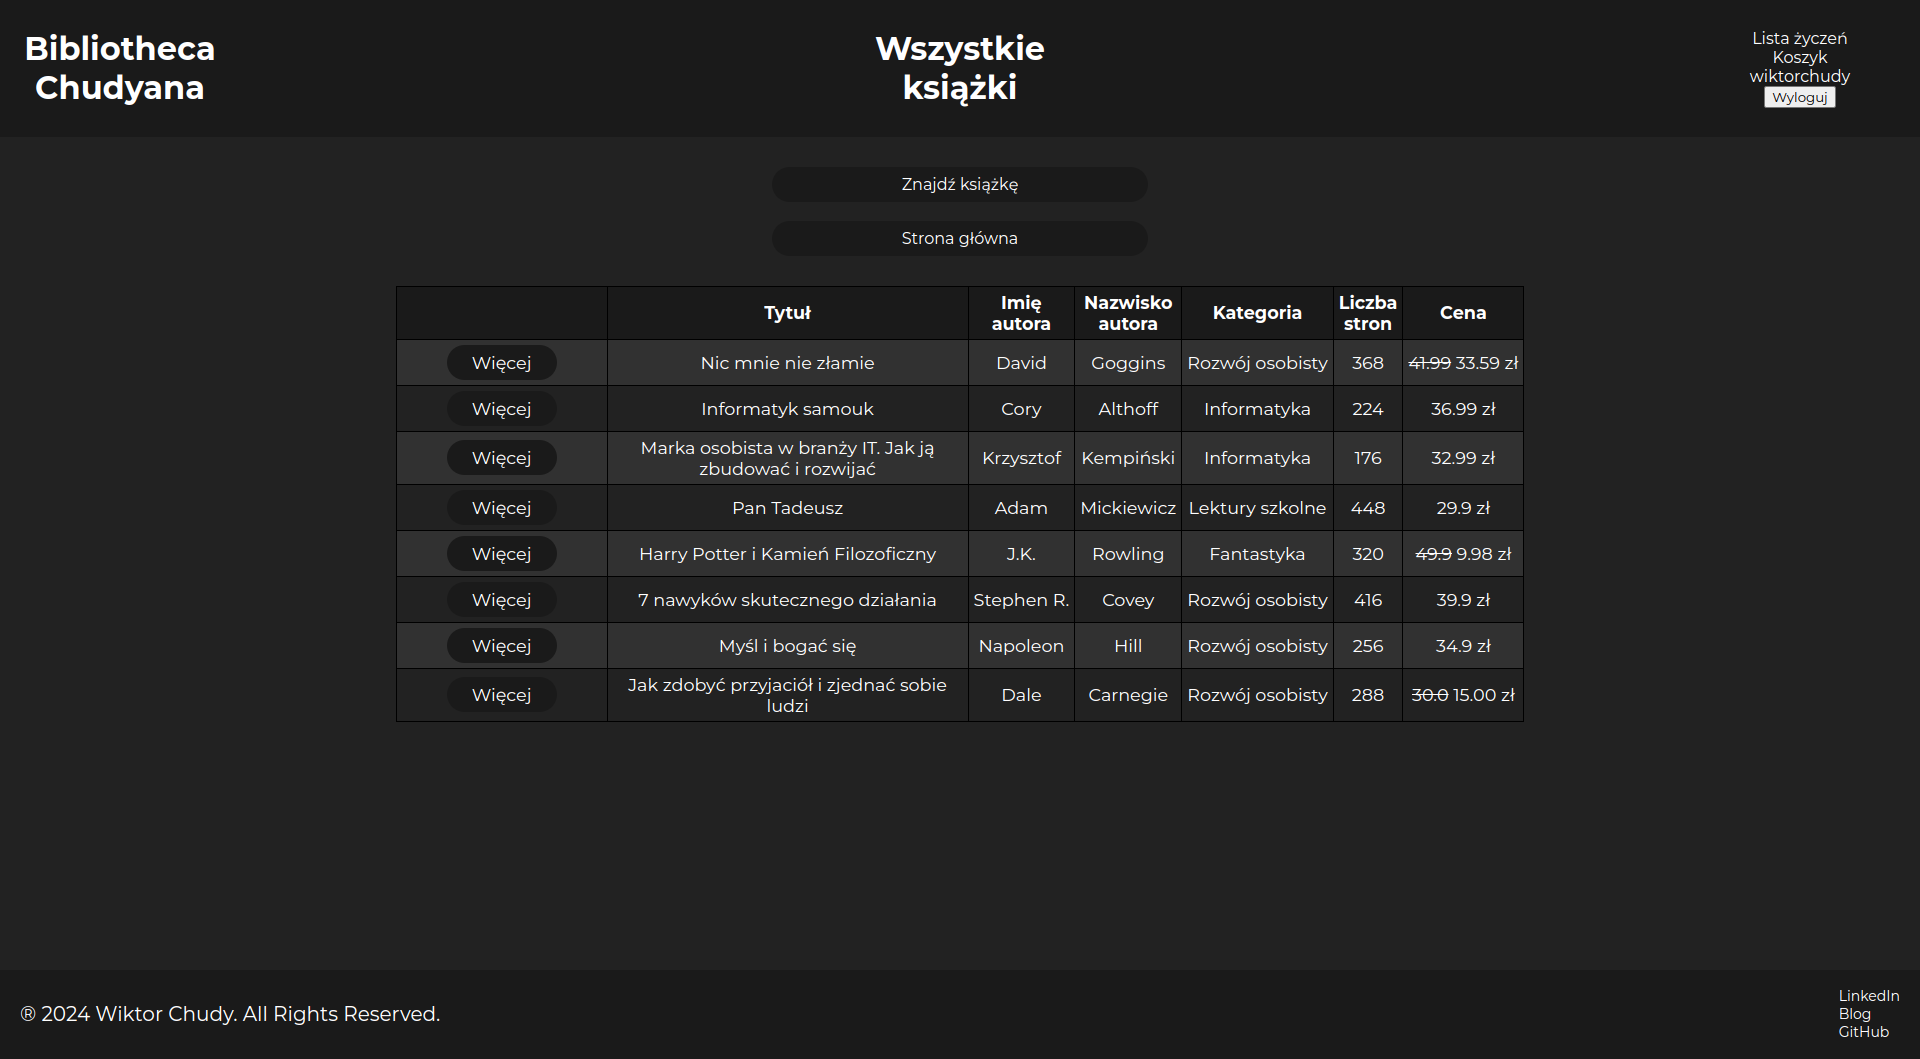 Bibliotheca
Chudyana
Wszystkie
książki
Lista życzeń
Koszyk
wiktorchudy
Wyloguj
Znajdź książkę
Strona główna
Tytuł Imię autora Nazwisko autora Kategoria Liczba stron Cena
Więcej Nic mnie nie złamie David Goggins Rozwój osobisty 368 41.99 33.59 zł
Więcej Informatyk samouk Cory Althoff Informatyka 224 36.99 zł
Więcej Marka osobista w branży IT. Jak ją zbudować i rozwijać Krzysztof Kempiński Informatyka 176 32.99 zł
Więcej Pan Tadeusz Adam Mickiewicz Lektury szkolne 448 29.9 zł
Więcej Harry Potter i Kamień Filozoficzny J.K. Rowling Fantastyka 320 49.9 9.98 zł
Więcej 7 nawyków skutecznego działania Stephen R. Covey Rozwój osobisty 416 39.9 zł
Więcej Myśl i bogać się Napoleon Hill Rozwój osobisty 256 34.9 zł
Więcej Jak zdobyć przyjaciół i zjednać sobie ludzi Dale Carnegie Rozwój osobisty 288 30.0 15.00 zł
® 2024 Wiktor Chudy. All Rights Reserved.
LinkedIn
Blog
GitHub